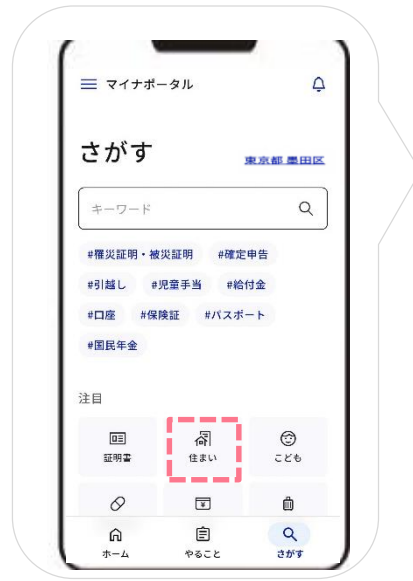 マイナポータル
さがす
東京都 墨田区
キーワード
#罹災証明・被災証明 #確定申告
#引越し #児童手当 #給付金
#口座 #保険証 #パスポート
#国民年金
注目
証明書 住まい こども
¥
ホーム やること さがす